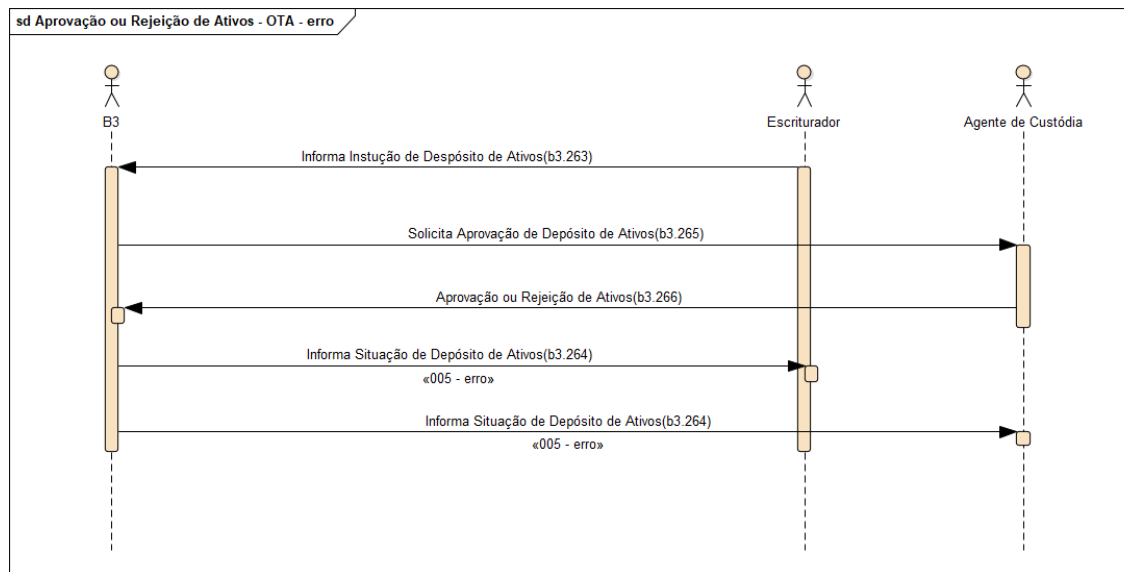 sd Aprovação ou Rejeição de Ativos - OTA - erro
B3
Escriturador
Agente de Custódia
Informa Instução de Despósito de Ativos(b3.263)
Solicita Aprovação de Depósito de Ativos(b3.265)
Aprovação ou Rejeição de Ativos(b3.266)
Informa Situação de Depósito de Ativos(b3.264)
«005 - erro»
Informa Situação de Depósito de Ativos(b3.264)
«005 - erro»